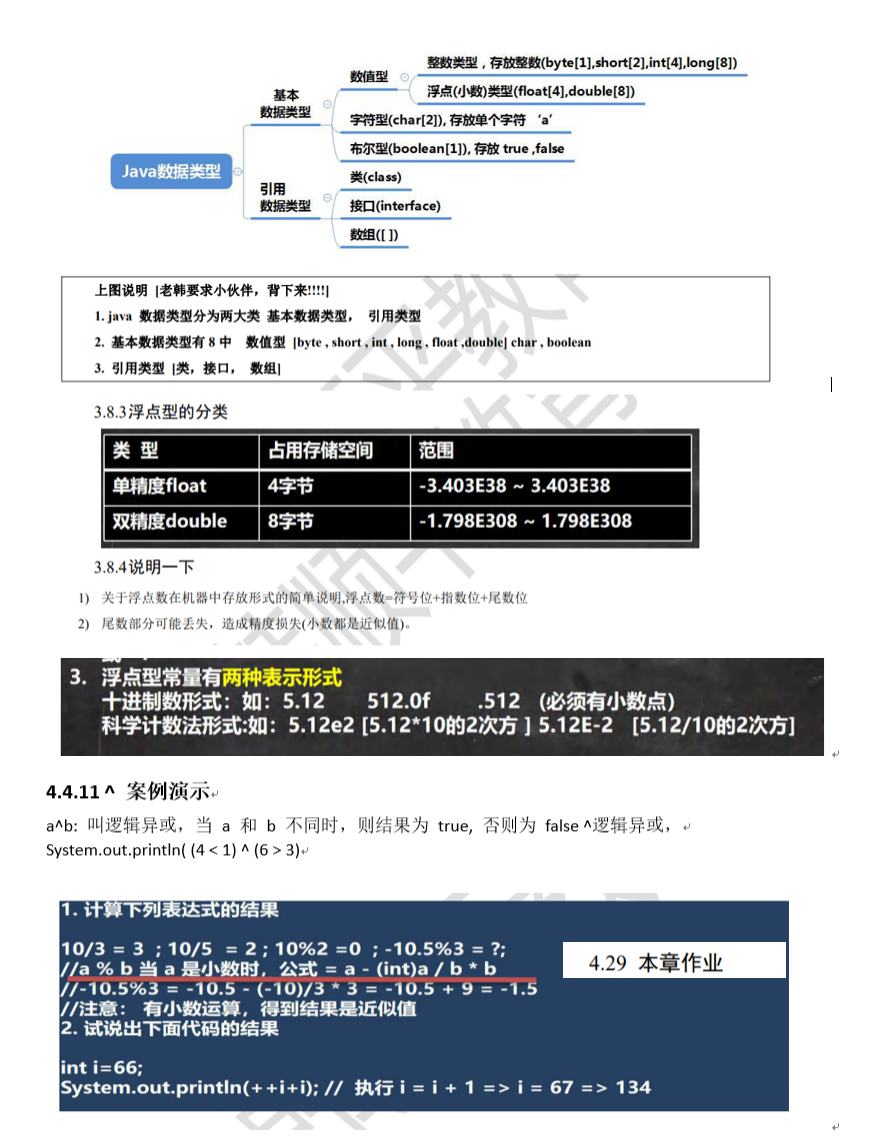 整数类型，存放整数(byte[1],short[2],int[4],long[8])
数值型
浮点(小数)类型(float[4],double[8])
基本
数据类型
字符型(char[2]), 存放单个字符 ‘a’
布尔型(boolean[1]), 存放 true ,false
Java数据类型
类(class)
引用
数据类型
接口(interface)
数组([ ])
上图说明 [老韩要求小伙伴，背下来!!!!]
1. java 数据类型分为两大类 基本数据类型， 引用类型
2. 基本数据类型有 8 中 数值型 [byte , short , int , long , float ,double] char , boolean
3. 引用类型 [类，接口， 数组]
3.8.3浮点型的分类
类 型 占用存储空间 范围
单精度float 4字节 -3.403E38 ~ 3.403E38
双精度double 8字节 -1.798E308 ~ 1.798E308
3.8.4说明一下
1) 关于浮点数在机器中存放形式的简单说明,浮点数=符号位+指数位+尾数位
2) 尾数部分可能丢失，造成精度损失(小数都是近似值)。
3. 浮点型常量有两种表示形式
十进制数形式：如：5.12 512.0f .512 (必须有小数点)
科学计数法形式:如：5.12e2 [5.12*10的2次方 ] 5.12E-2 [5.12/10的2次方]
4.4.11 ^ 案例演示
a^b: 叫逻辑异或，当 a 和 b 不同时，则结果为 true, 否则为 false ^逻辑异或，
System.out.println( (4 < 1) ^ (6 > 3)
1. 计算下列表达式的结果
10/3 = 3 ; 10/5 = 2 ; 10%2 =0 ; -10.5%3 = ?;
4.29 本章作业
//a % b 当 a 是小数时，公式 = a - (int)a / b * b
//-10.5%3 = -10.5 - (-10)/3 * 3 = -10.5 + 9 = -1.5
//注意： 有小数运算，得到结果是近似值
2. 试说出下面代码的结果
int i=66;
System.out.println(++i+i); // 执行 i = i + 1 => i = 67 => 134